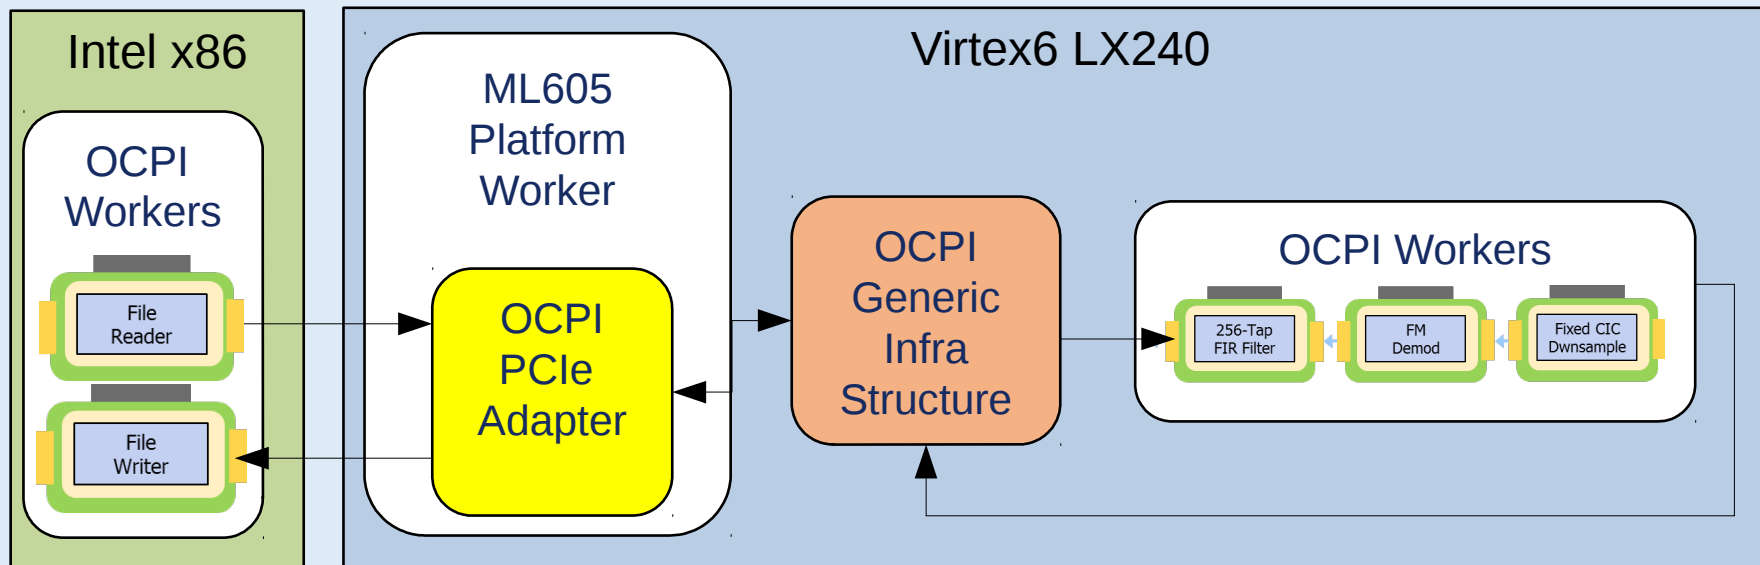 Intel x86
OCPI
Workers
File
Reader
File
Writer
Virtex6 LX240
ML605
Platform
Worker
OCPI
PCIe
Adapter
OCPI
Generic
Infra
Structure
OCPI Workers
256-Tap
FIR Filter
FM
Demod
Fixed CIC
Dwnsample